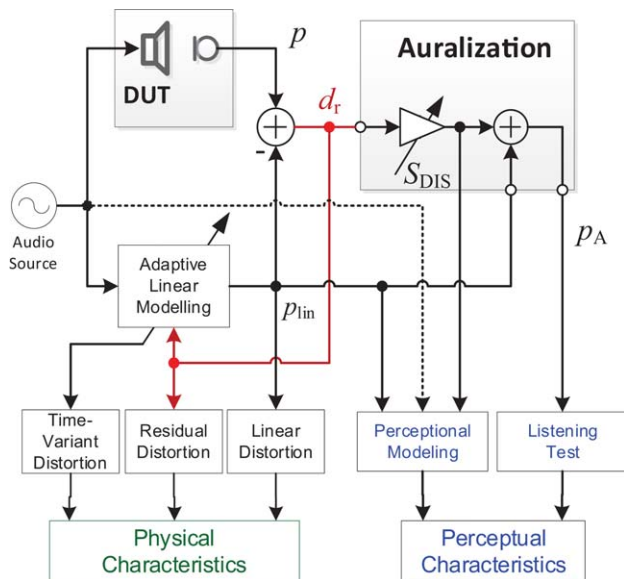 p
DUT
Auralization
d_r
-
S_DIS
Audio
Source
p_A
Adaptive
Linear
Modelling
p_lin
Time-
Variant
Distortion
Residual
Distortion
Linear
Distortion
Perceptional
Modeling
Listening
Test
Physical
Characteristics
Perceptual
Characteristics